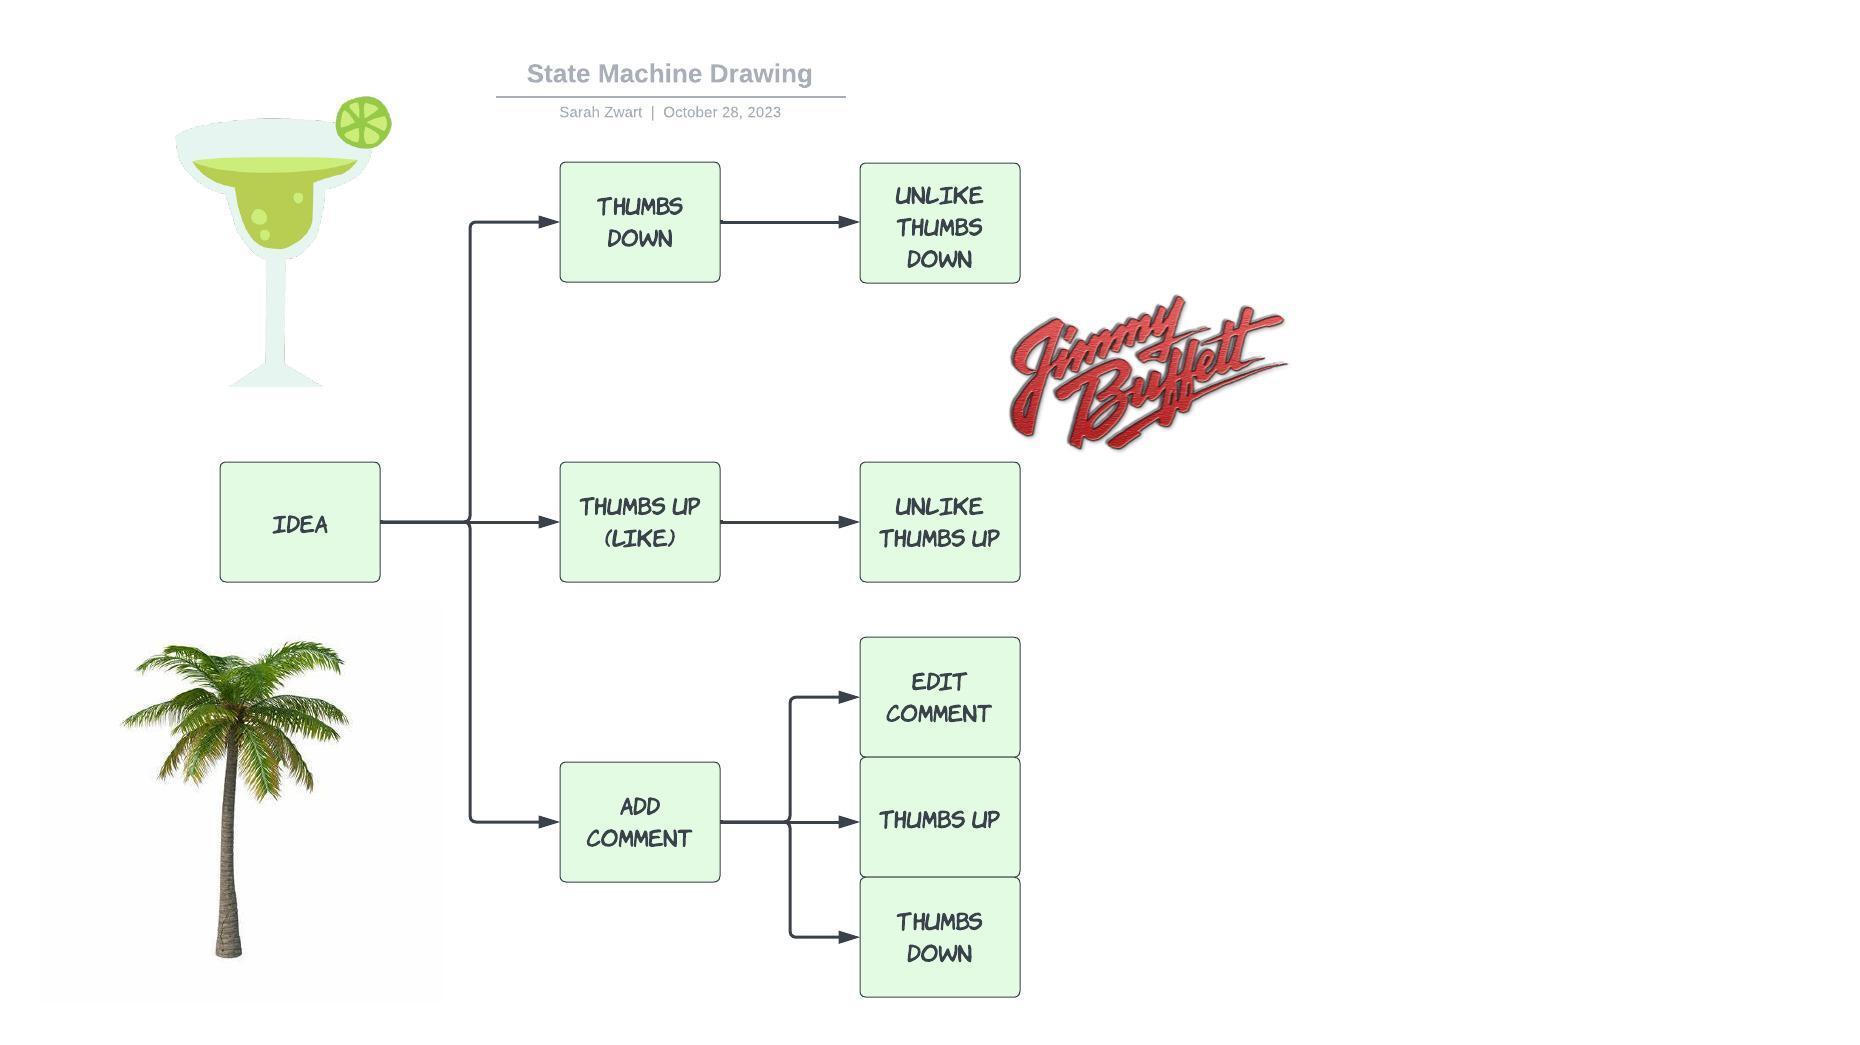 State Machine Drawing
Sarah Zwart | October 28, 2023
THUMBS
DOWN
UNLIKE
THUMBS
DOWN
Jimmy
Buffett
IDEA
THUMBS UP
(LIKE)
UNLIKE
THUMBS UP
ADD
COMMENT
EDIT
COMMENT
THUMBS UP
THUMBS
DOWN